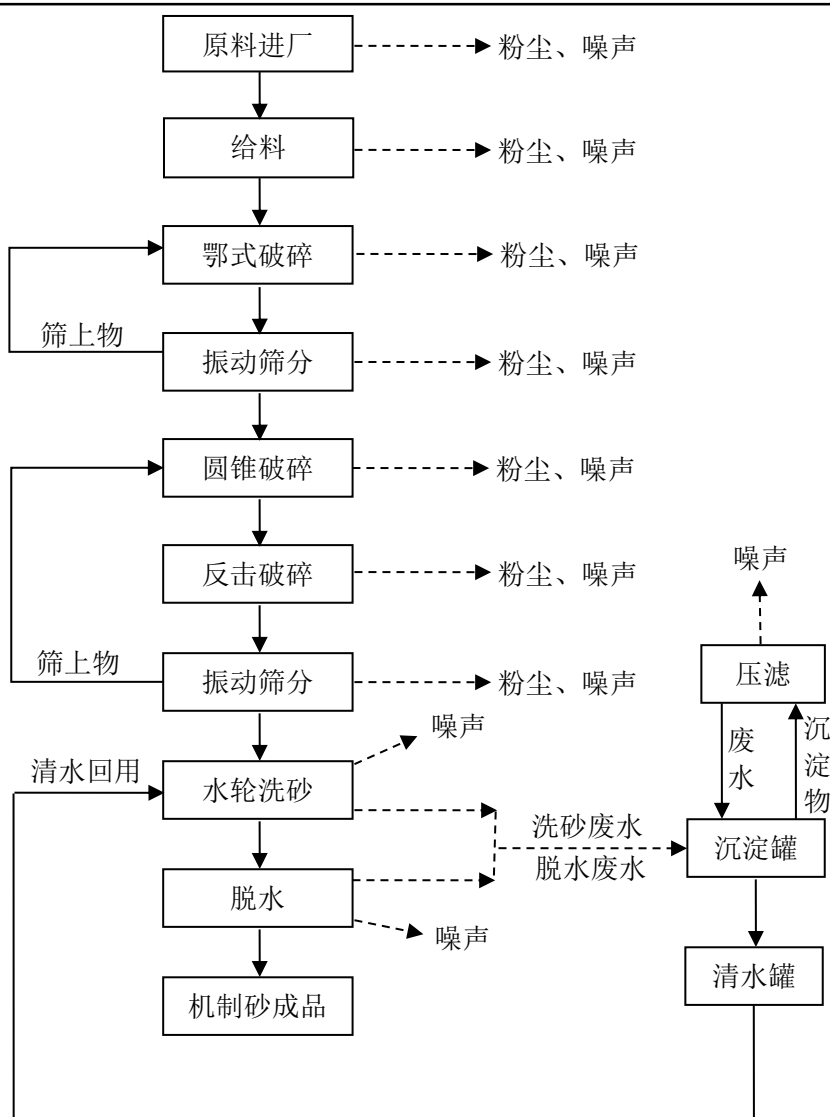 原料进厂
粉尘、噪声
给料
粉尘、噪声
鄂式破碎
粉尘、噪声
筛上物
振动筛分
粉尘、噪声
圆锥破碎
粉尘、噪声
反击破碎
粉尘、噪声
噪声
筛上物
振动筛分
粉尘、噪声
压滤
噪声
废水
沉淀物
清水回用
水轮洗砂
洗砂废水
脱水废水
沉淀罐
脱水
噪声
清水罐
机制砂成品